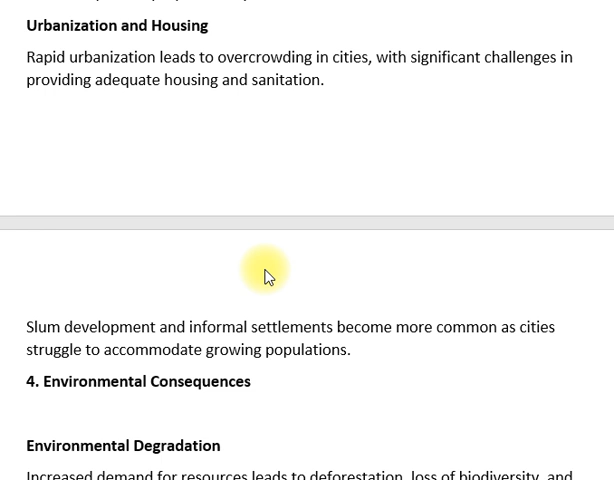 Urbanization and Housing
Rapid urbanization leads to overcrowding in cities, with significant challenges in
providing adequate housing and sanitation.
Slum development and informal settlements become more common as cities
struggle to accommodate growing populations.
4. Environmental Consequences
Environmental Degradation
Increased demand for resources leads to deforestation, loss of biodiversity, and